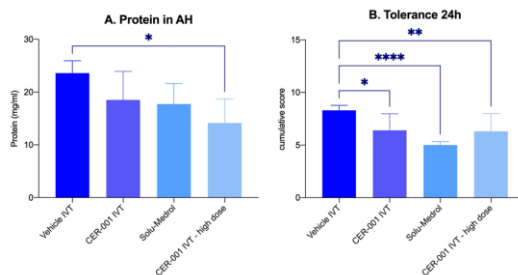 A. Protein in AH
Protein (mg/ml)
30
20
10
0
*
Vehicle IVT
CER-001 IVT
Solu-Medrol
CER-001 IVT - high dose
B. Tolerance 24h
cumulative score
15
10
5
0
**
****
*
Vehicle IVT
CER-001 IVT
Solu-Medrol
CER-001 IVT - high dose